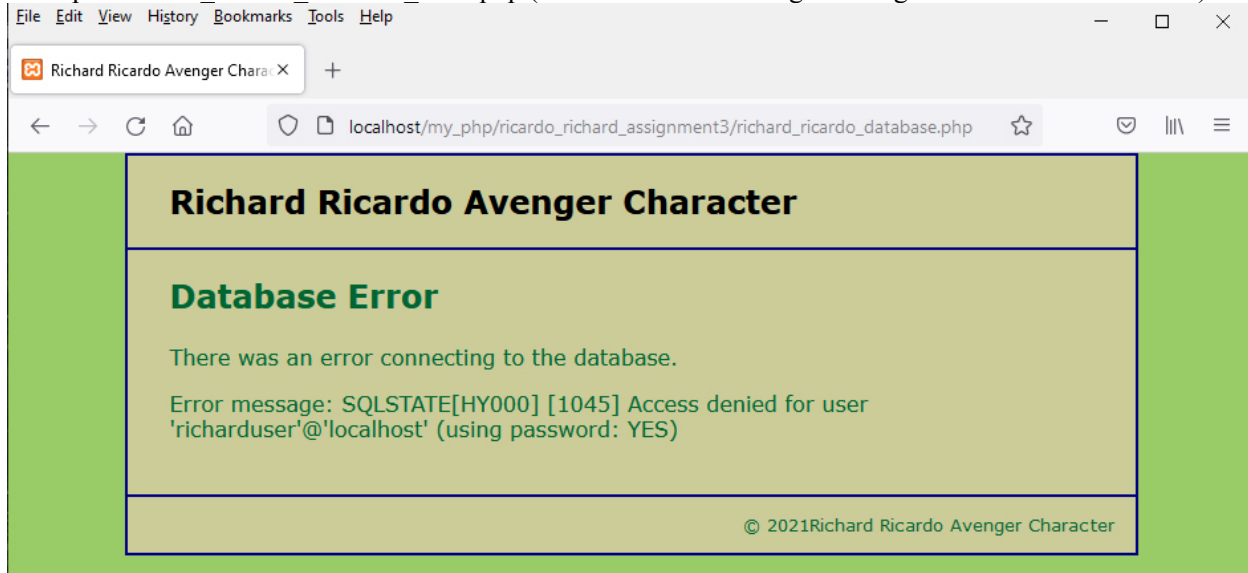 File Edit View History Bookmarks Tools Help
Richard Ricardo Avenger Charac
localhost/my_php/ricardo_richard_assignment3/richard_ricardo_database.php
Richard Ricardo Avenger Character
Database Error
There was an error connecting to the database.
Error message: SQLSTATE[HY000] [1045] Access denied for user
'richarduser'@'localhost' (using password: YES)
© 2021Richard Ricardo Avenger Character